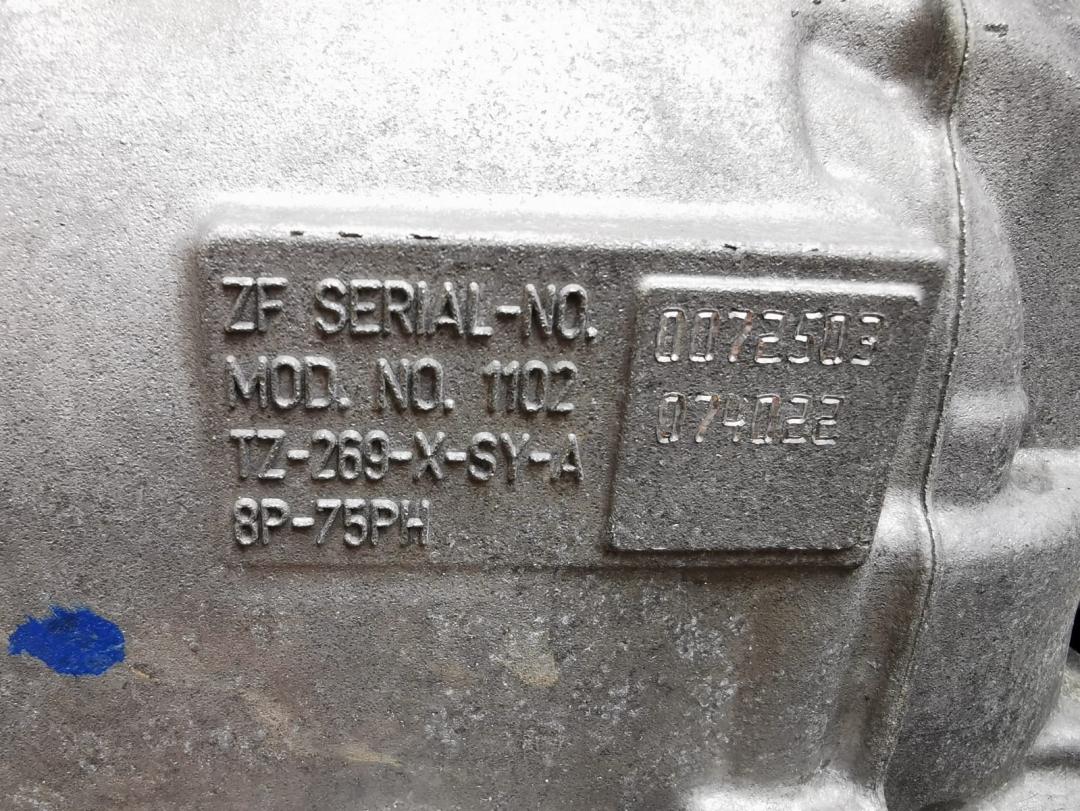 ZF SERIAL-NO. 0072503
MOD. NO. 1102 074022
TZ-269-X-SY-A
8P-75PH